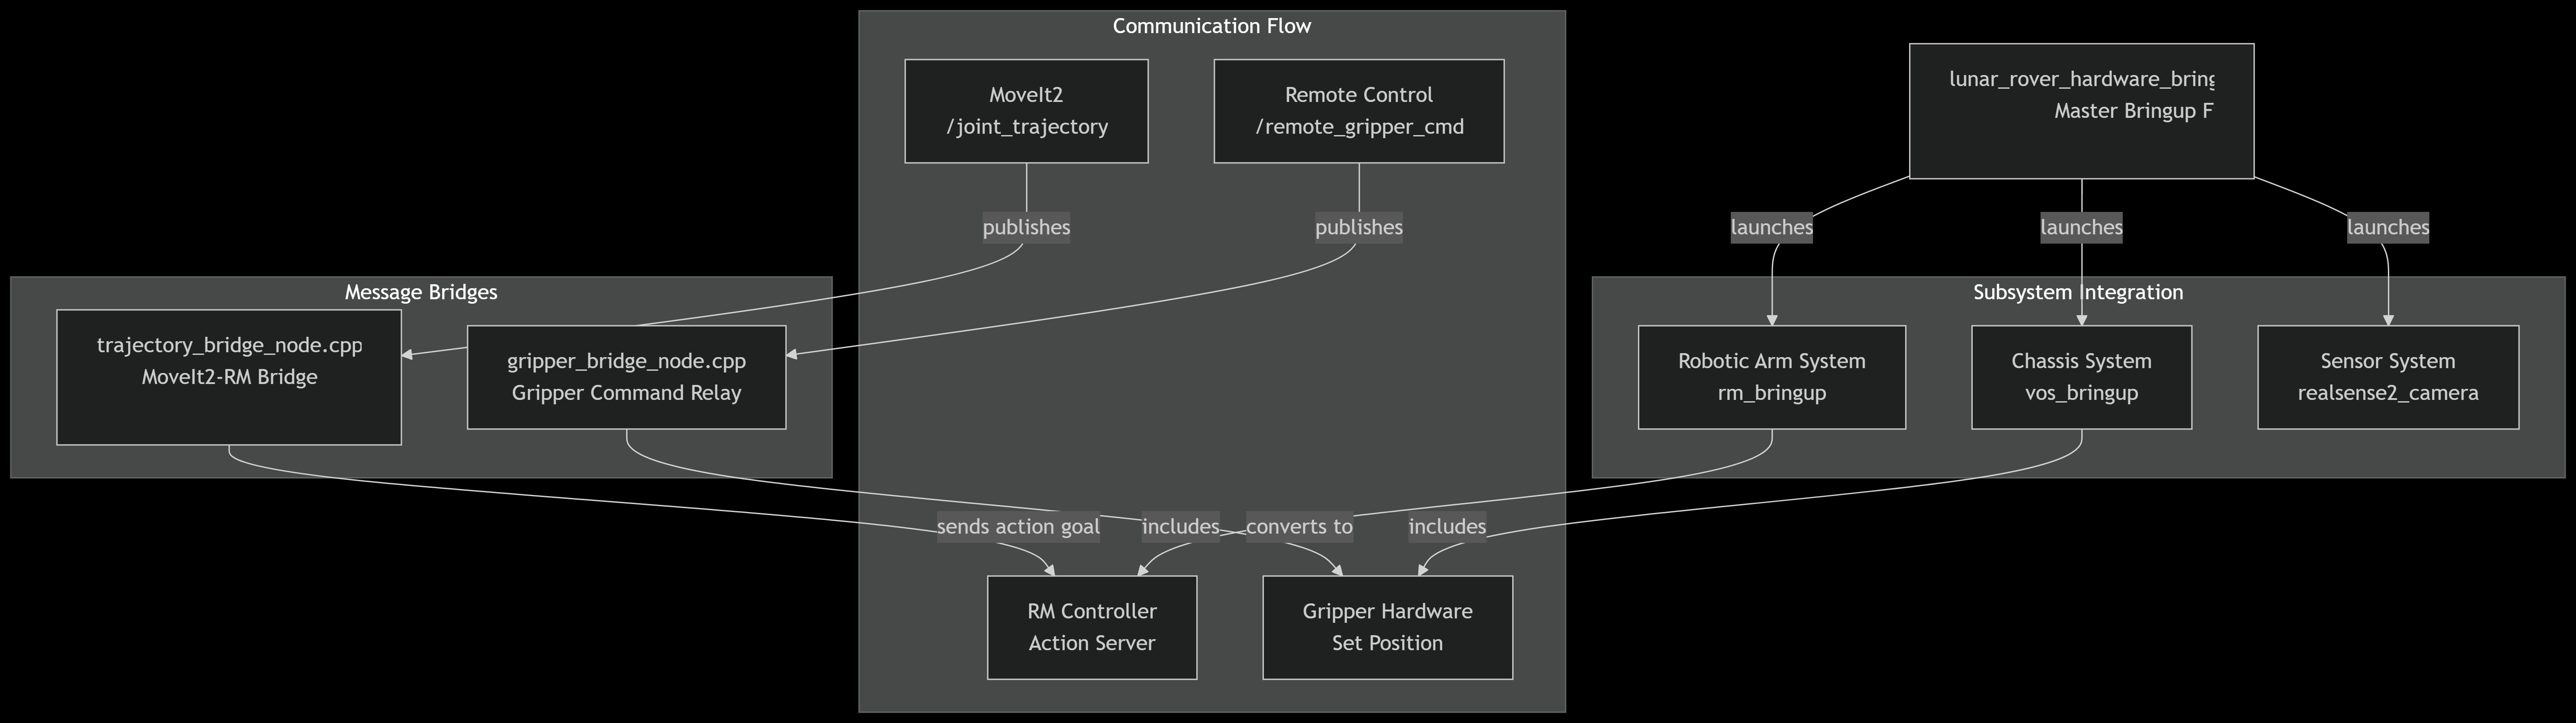 Communication Flow
MoveIt2
/joint_trajectory
Remote Control
/remote_gripper_cmd
lunar_rover_hardware_bring
Master Bringup F
publishes
publishes
launches
launches
launches
Message Bridges
trajectory_bridge_node.cpp
MoveIt2-RM Bridge
gripper_bridge_node.cpp
Gripper Command Relay
Subsystem Integration
Robotic Arm System
rm_bringup
Chassis System
vos_bringup
Sensor System
realsense2_camera
sends action goal
includes
converts to
includes
RM Controller
Action Server
Gripper Hardware
Set Position